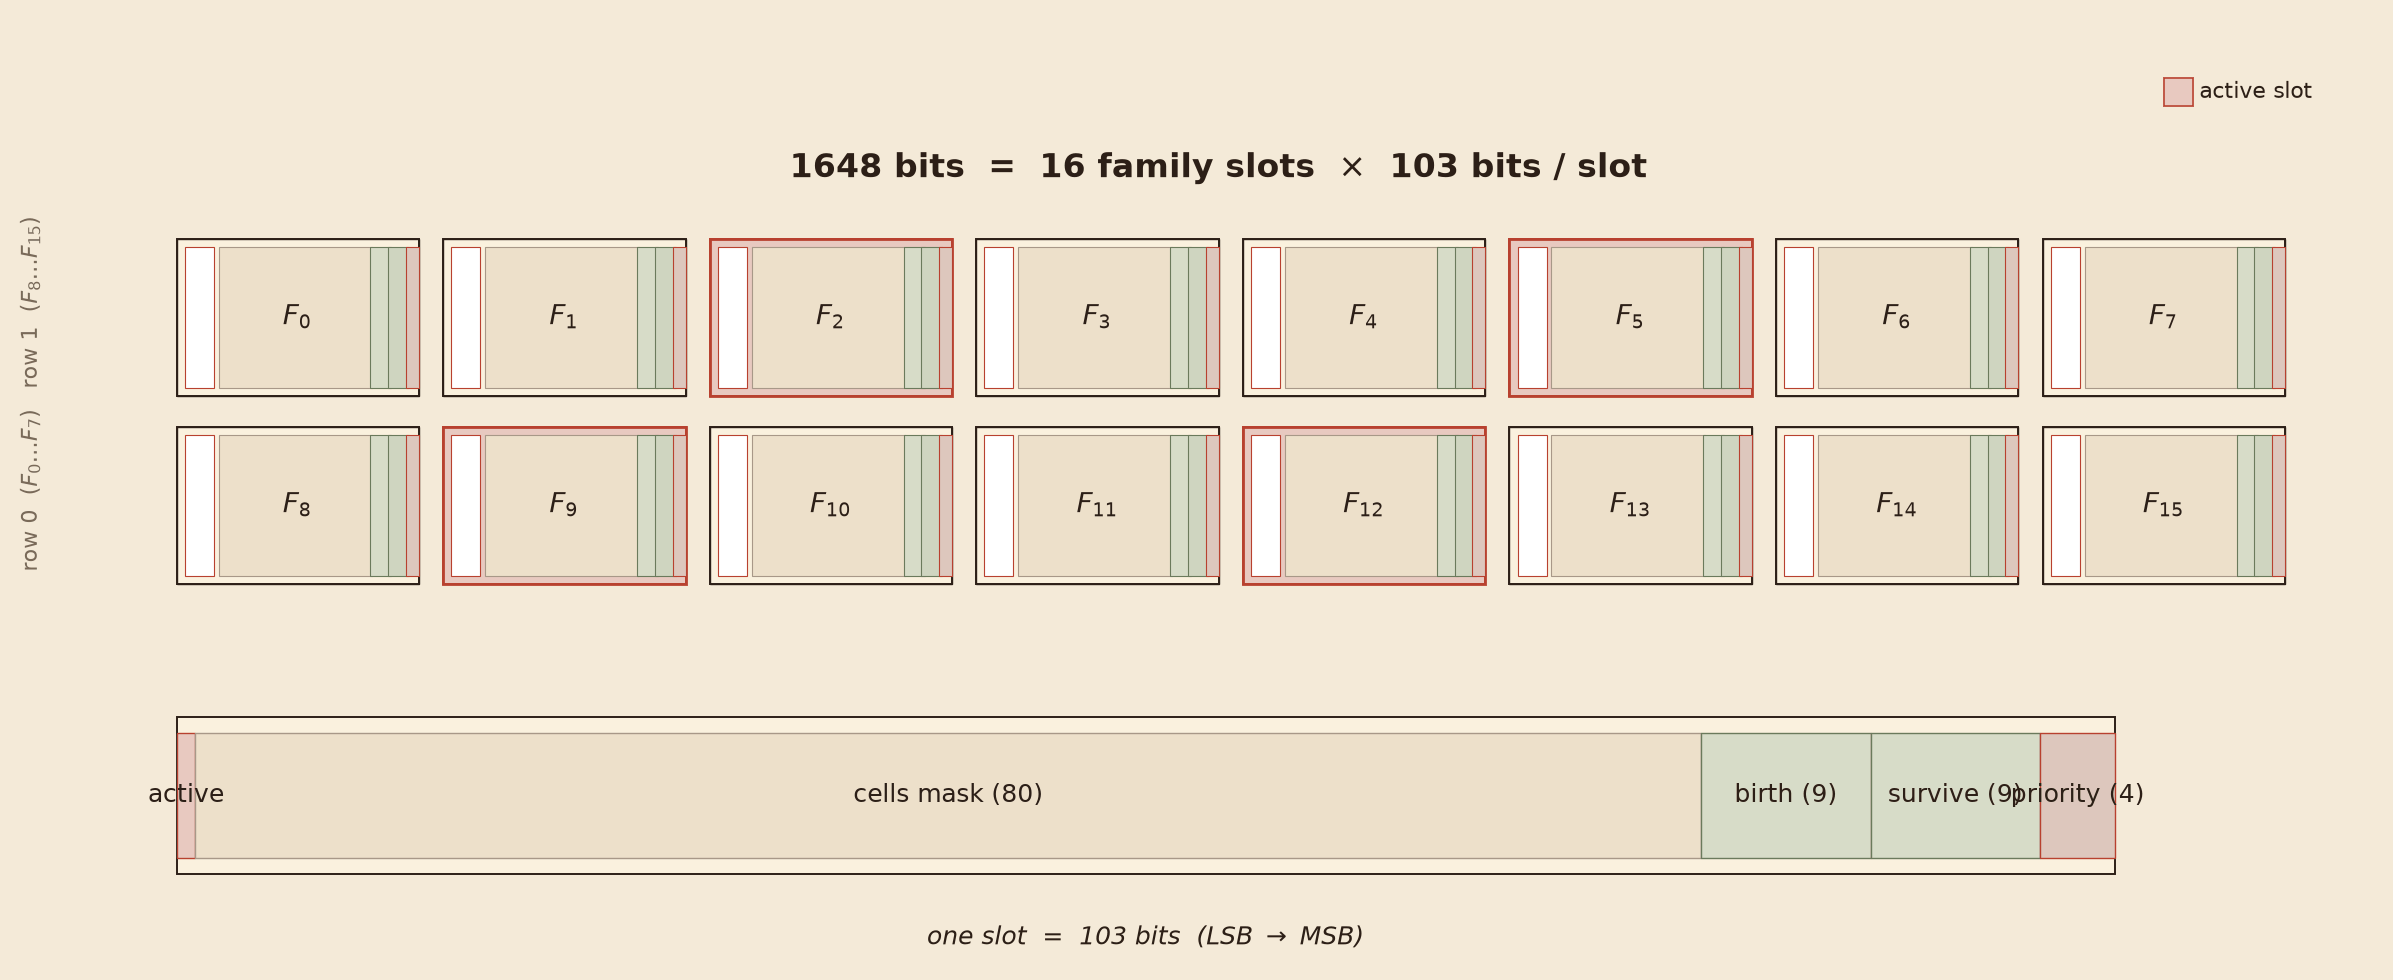 active slot
1648 bits = 16 family slots × 103 bits / slot
row 1 (F₈…F₁₅)
F₀ F₁ F₂ F₃ F₄ F₅ F₆ F₇
row 0 (F₀…F₇)
F₈ F₉ F₁₀ F₁₁ F₁₂ F₁₃ F₁₄ F₁₅
active cells mask (80) birth (9) survive (9) priority (4)
one slot = 103 bits (LSB → MSB)